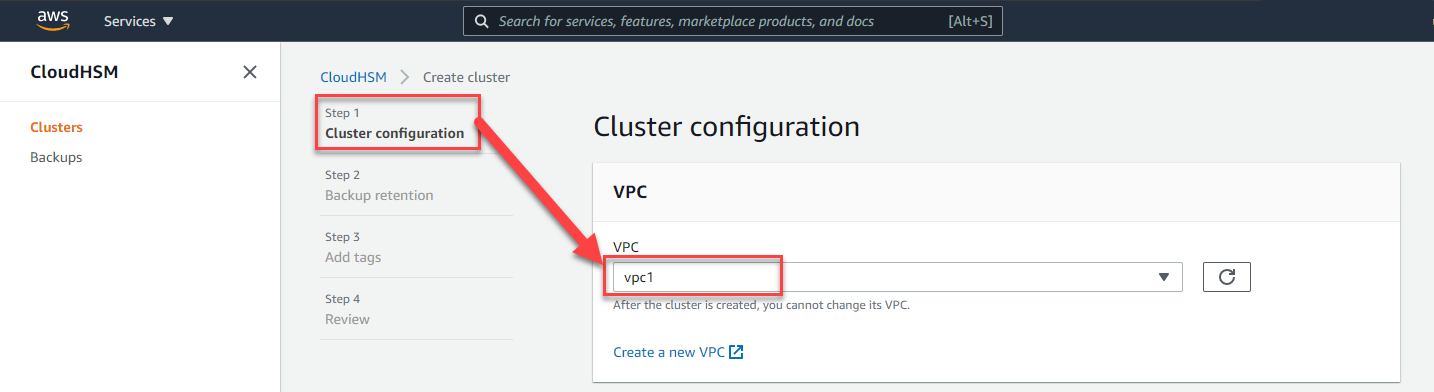 aws
Services
Search for services, features, marketplace products, and docs
[Alt+S]
CloudHSM
Clusters
Backups
CloudHSM
Create cluster
Step 1
Cluster configuration
Step 2
Backup retention
Step 3
Add tags
Step 4
Review
Cluster configuration
VPC
VPC
vpc1
After the cluster is created, you cannot change its VPC.
Create a new VPC